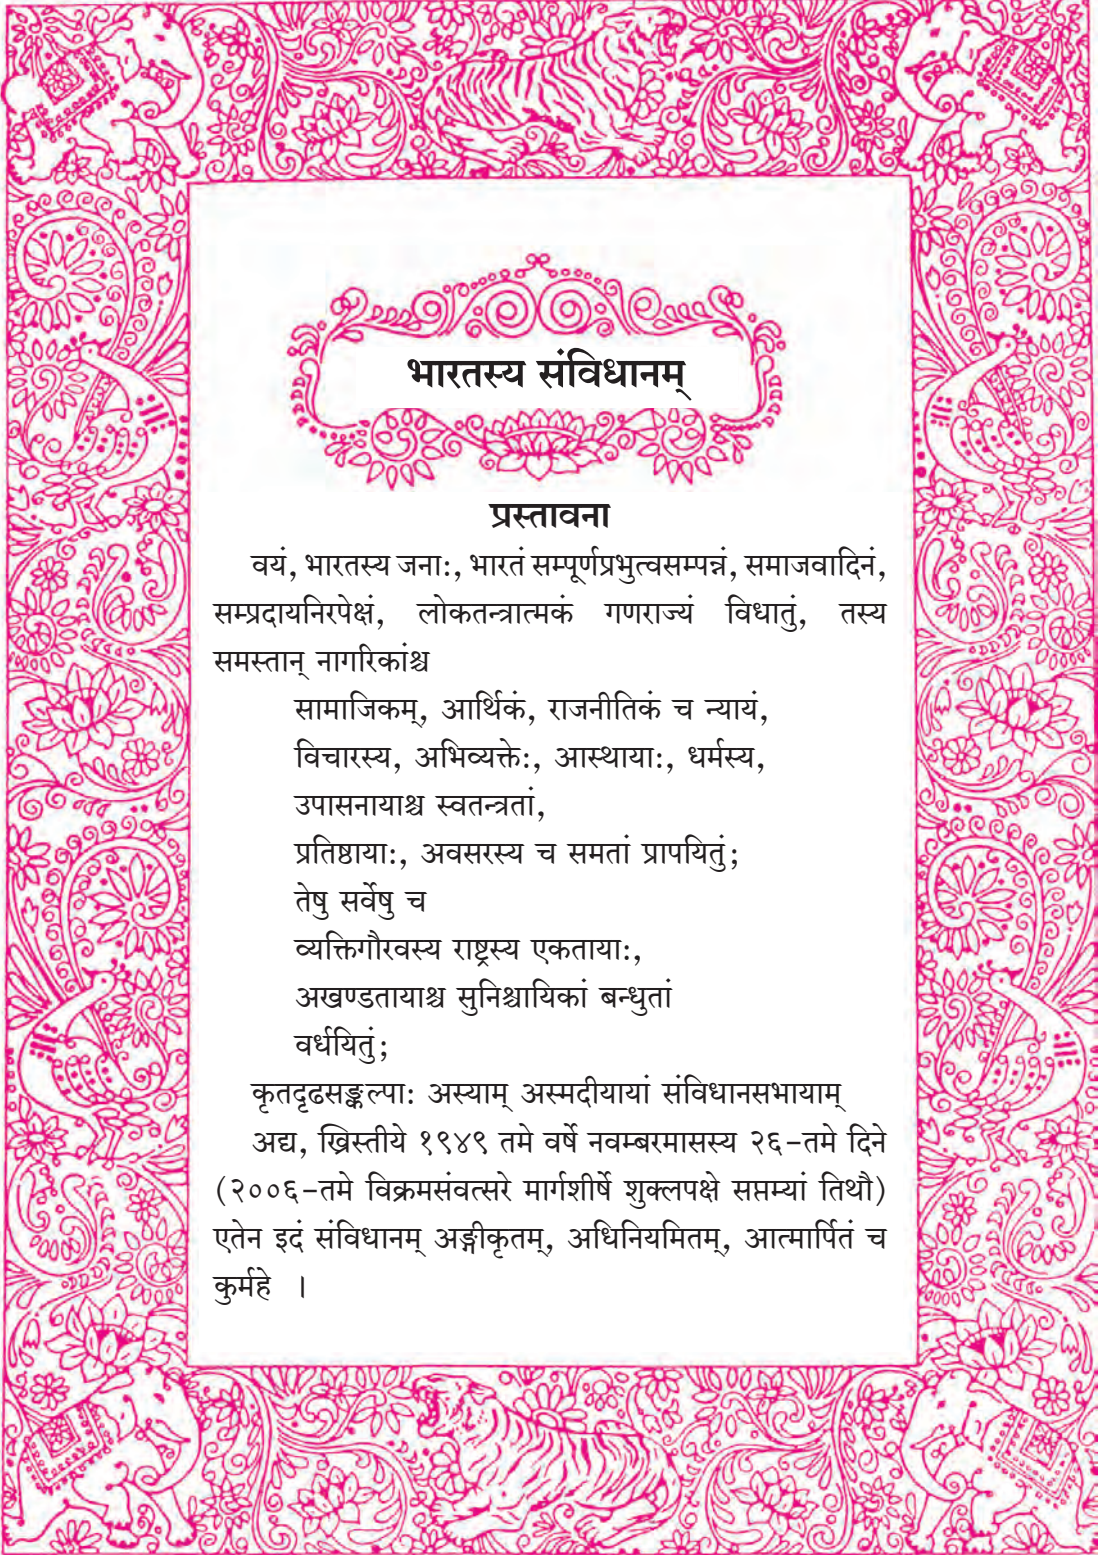 भारतस्य संविधानम्
प्रस्तावना
वयं, भारतस्य जनाः, भारतं सम्पूर्णप्रभुत्वसम्पन्नं, समाजवादिनं,
सम्प्रदायनिरपेक्षं, लोकतन्त्रात्मकं गणराज्यं विधातुं, तस्य
समस्तान् नागरिकांश्च
सामाजिकम्, आर्थिकं, राजनीतिकं च न्यायं,
विचारस्य, अभिव्यक्तेः, आस्थायाः, धर्मस्य,
उपासनायाश्च स्वतन्त्रतां,
प्रतिष्ठायाः, अवसरस्य च समतां प्रापयितुं;
तेषु सर्वेषु च
व्यक्तिगौरवस्य राष्ट्रस्य एकतायाः,
अखण्डतायाश्च सुनिश्चायिकां बन्धुतां
वर्धयितुं;
कृतदृढसङ्कल्पाः अस्याम् अस्मदीयायां संविधानसभायाम्
अद्य, ख्रिस्तीये १९४९ तमे वर्षे नवम्बरमासस्य २६-तमे दिने
(२००६-तमे विक्रमसंवत्सरे मार्गशीर्षे शुक्लपक्षे सप्तम्यां तिथौ)
एतेन इदं संविधानम् अङ्गीकृतम्, अधिनियमितम्, आत्मार्पितं च
कुर्महे ।